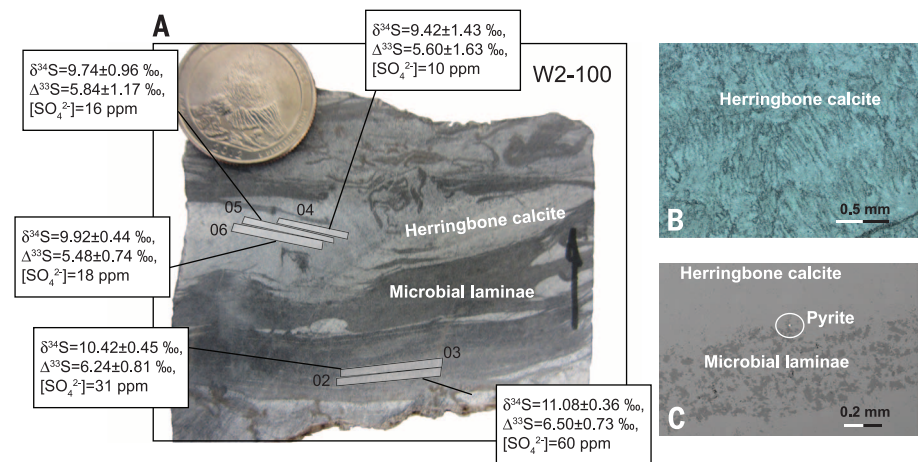 A
δ³⁴S=9.74±0.96 ‰,
Δ³³S=5.84±1.17 ‰,
[SO₄²⁻]=16 ppm
δ³⁴S=9.42±1.43 ‰,
Δ³³S=5.60±1.63 ‰,
[SO₄²⁻]=10 ppm
W2-100
05
04
06
Herringbone calcite
δ³⁴S=9.92±0.44 ‰,
Δ³³S=5.48±0.74 ‰,
[SO₄²⁻]=18 ppm
Microbial laminae
δ³⁴S=10.42±0.45 ‰,
Δ³³S=6.24±0.81 ‰,
[SO₄²⁻]=31 ppm
03
02
δ³⁴S=11.08±0.36 ‰,
Δ³³S=6.50±0.73 ‰,
[SO₄²⁻]=60 ppm
Herringbone calcite
0.5 mm
B
Herringbone calcite
Pyrite
Microbial laminae
C
0.2 mm